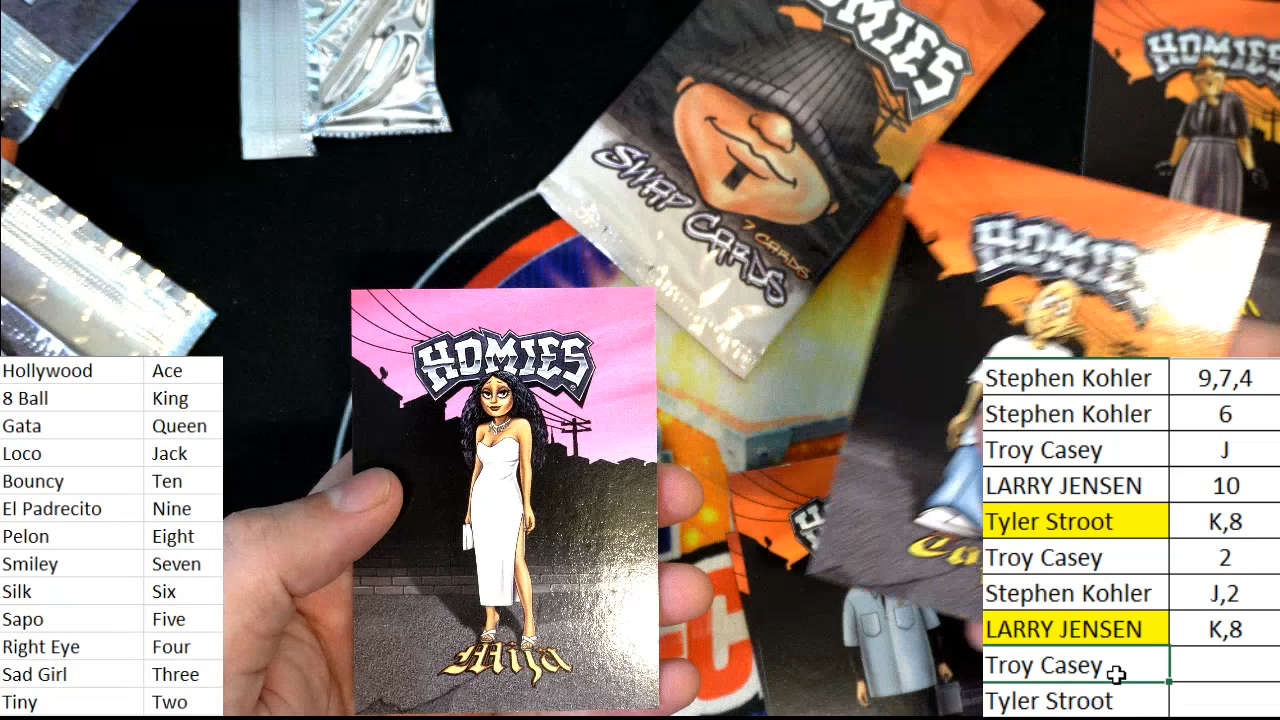 HOMIES
SWAP CARDS
7 CARDS
HOMIES
HOMIES
HOMIES
Mija
Hollywood Ace
8 Ball King
Gata Queen
Loco Jack
Bouncy Ten
El Padrecito Nine
Pelon Eight
Smiley Seven
Silk Six
Sapo Five
Right Eye Four
Sad Girl Three
Tiny Two
Stephen Kohler 9,7,4
Stephen Kohler 6
Troy Casey J
LARRY JENSEN 10
Tyler Stroot K,8
Troy Casey 2
Stephen Kohler J,2
LARRY JENSEN K,8
Troy Casey
Tyler Stroot